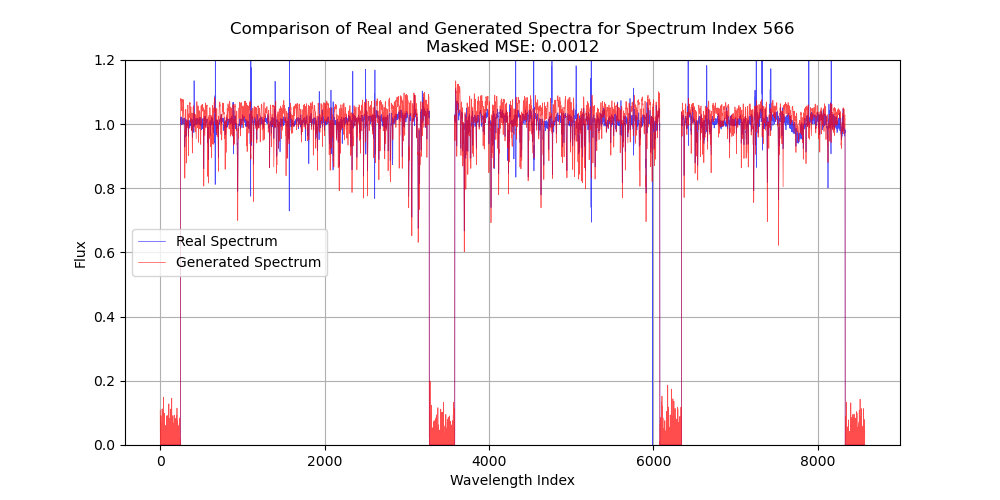 Comparison of Real and Generated Spectra for Spectrum Index 566
Masked MSE: 0.0012
1.2
1.0
0.8
0.6
0.4
0.2
0.0
Flux
Real Spectrum
Generated Spectrum
0
2000
4000
6000
8000
Wavelength Index